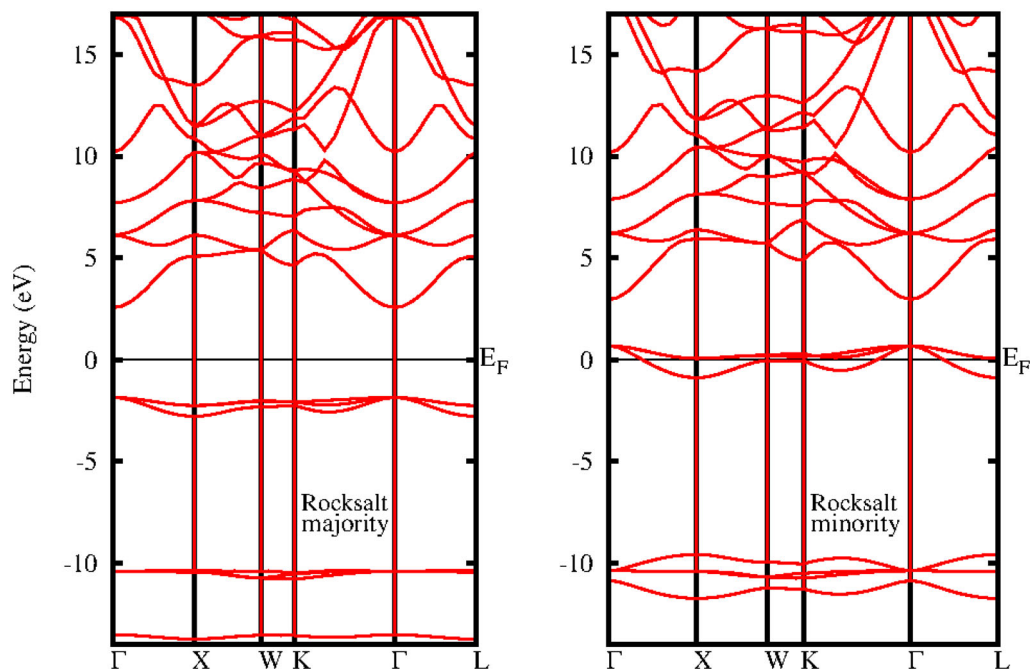 Energy (eV)
15
10
5
0
-5
-10
Rocksalt
majority
E_F
Γ X W K Γ L
15
10
5
0
-5
-10
Rocksalt
minority
E_F
Γ X W K Γ L